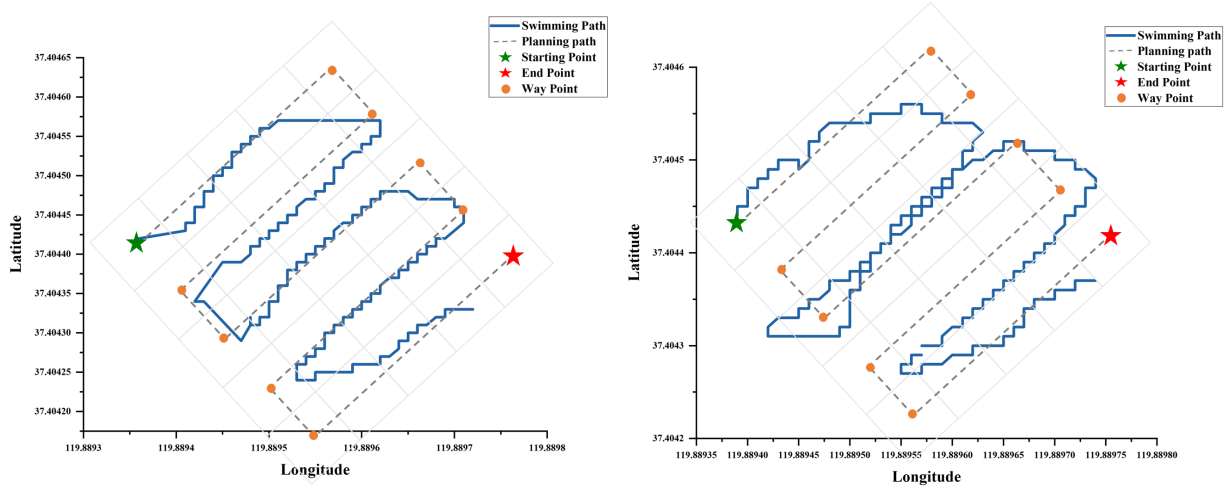 Swimming Path
Planning path
Starting Point
End Point
Way Point
37.40465
37.40460
37.40455
37.40450
37.40445
37.40440
37.40435
37.40430
37.40425
37.40420
Latitude
119.8893 119.8894 119.8895 119.8896 119.8897 119.8898
Longitude
Swimming Path
Planning path
Starting Point
End Point
Way Point
37.4046
37.4045
37.4044
37.4043
37.4042
Latitude
119.88935 119.88940 119.88945 119.88950 119.88955 119.88960 119.88965 119.88970 119.88975 119.88980
Longitude